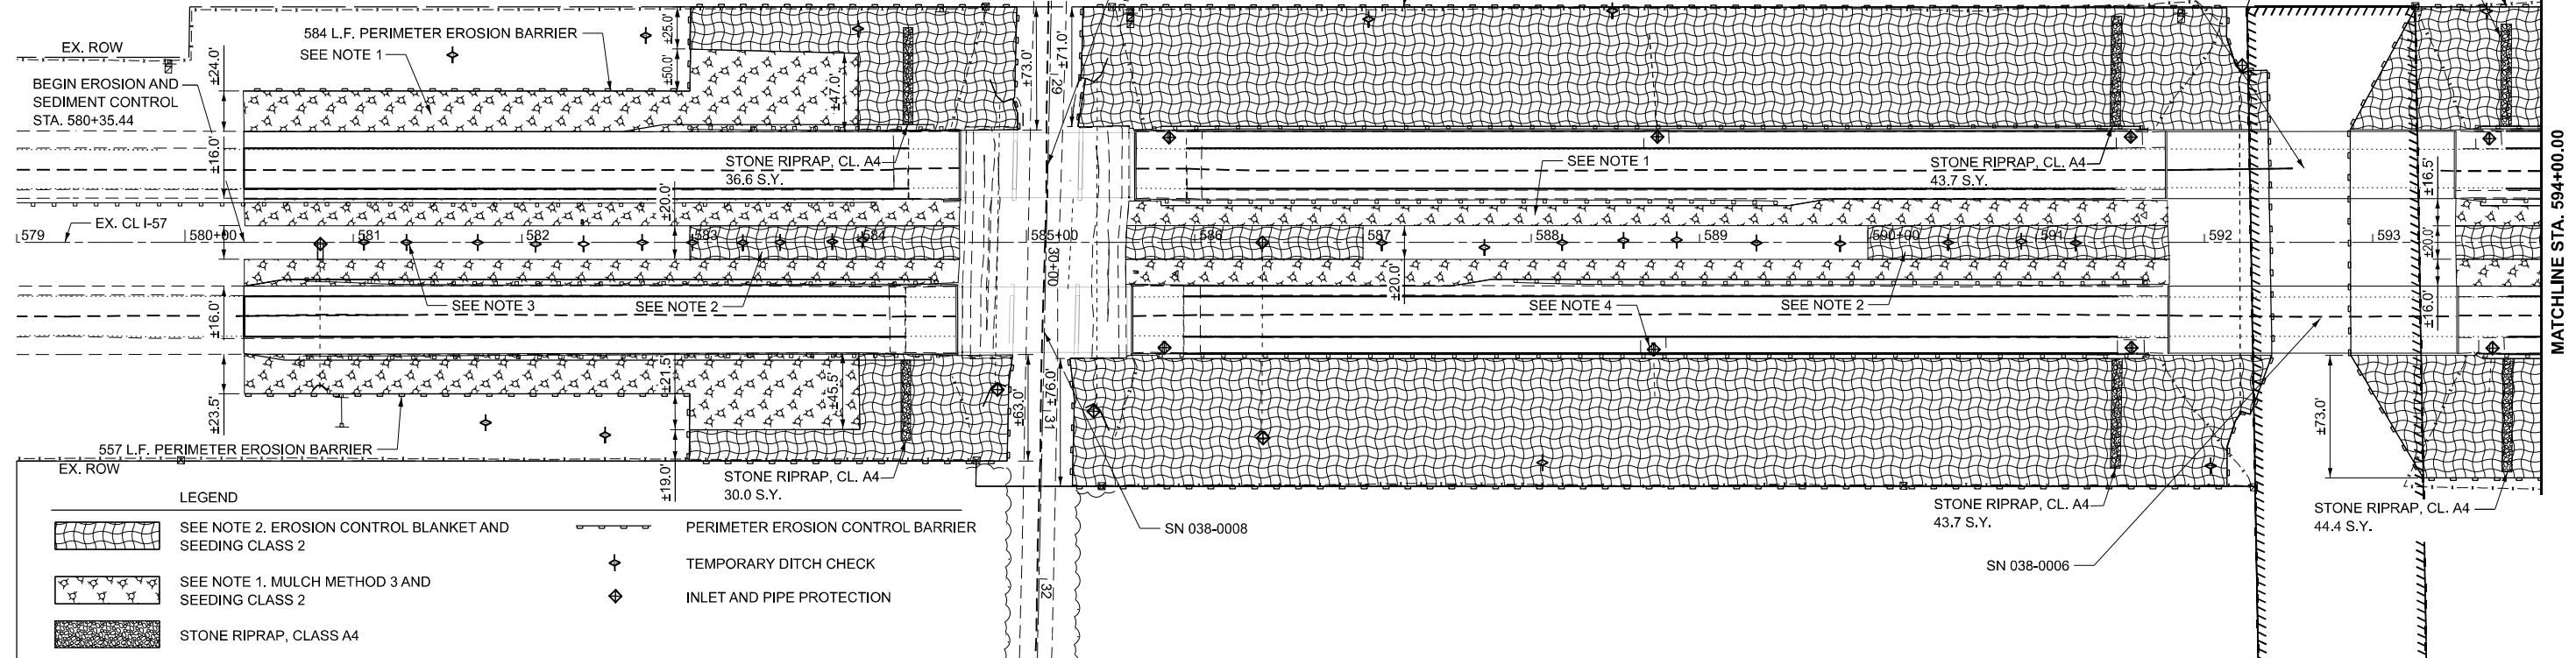 EX. ROW
BEGIN EROSION AND
SEDIMENT CONTROL
STA. 580+35.44
584 L.F. PERIMETER EROSION BARRIER
SEE NOTE 1
±24.0'
±16.0'
±25.0'
±50.0'
±47.0'
±73.0'
±71.0'
29
STONE RIPRAP, CL. A4
36.6 S.Y.
SEE NOTE 1
STONE RIPRAP, CL. A4
43.7 S.Y.
±16.5'
MATCHLINE STA. 594+00.00
EX. CL I-57
±20.0'
579
580+00
581
582
583
584
585+00
586
587
588
589
590+00
591
592
593
30+00
±20.0'
±20.0'
SEE NOTE 3
SEE NOTE 2
SEE NOTE 4
SEE NOTE 2
±16.0'
±16.0'
±23.5'
±21.5'
±45.5'
±63.0'
±76.0'
31
±73.0'
557 L.F. PERIMETER EROSION BARRIER
EX. ROW
±19.0'
STONE RIPRAP, CL. A4
30.0 S.Y.
STONE RIPRAP, CL. A4
43.7 S.Y.
STONE RIPRAP, CL. A4
44.4 S.Y.
SN 038-0008
SN 038-0006
32
LEGEND
SEE NOTE 2. EROSION CONTROL BLANKET AND
SEEDING CLASS 2
SEE NOTE 1. MULCH METHOD 3 AND
SEEDING CLASS 2
STONE RIPRAP, CLASS A4
PERIMETER EROSION CONTROL BARRIER
TEMPORARY DITCH CHECK
INLET AND PIPE PROTECTION